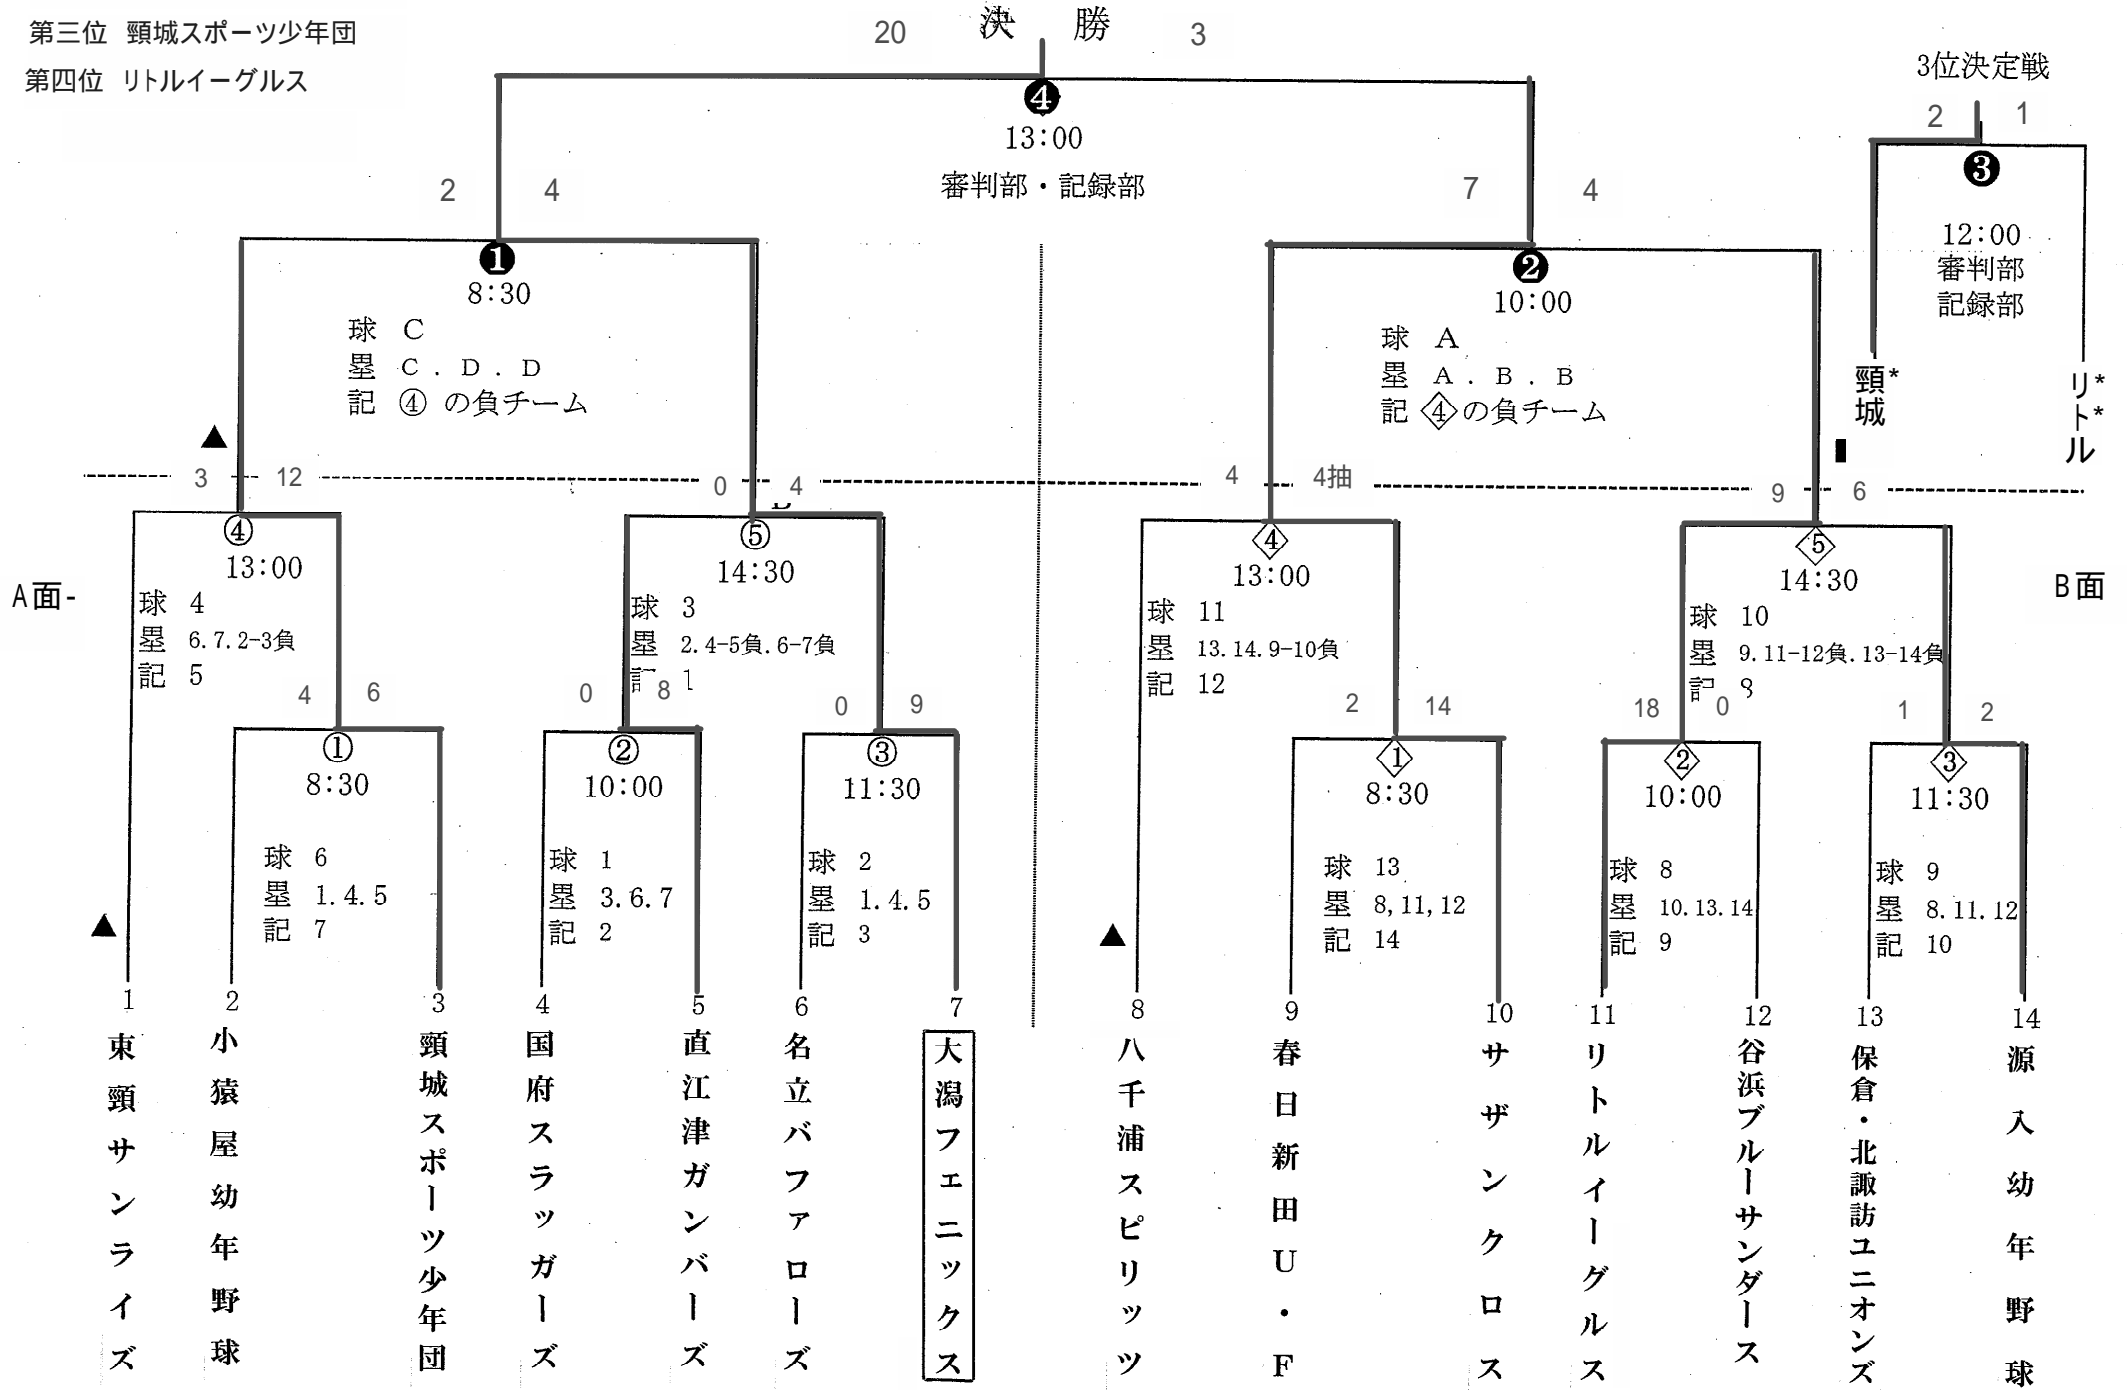 第三位 頸城スポーツ少年団
第四位 リトルイーグルス
決 勝
20 3
❹
13:00
審判部・記録部
3位決定戦
2 1
❸
12:00
審判部
記録部
頸城*
リト*ル*
2 4
❶
8:30
球 C
塁 C . D . D
記 ④ の負チーム
7 4
❷
10:00
球 A
塁 A . B . B
記 ④の負チーム
A面-
B面
▲
3 12
④
13:00
球 4
塁 6.7.2-3負
記 5
0 4
⑤
14:30
球 3
塁 2.4-5負.6-7負
記 1
4 4抽
④
13:00
球 11
塁 13.14.9-10負
記 12
9 6
⑤
14:30
球 10
塁 9.11-12負.13-14負
記 8
4 6
①
8:30
球 6
塁 1.4.5
記 7
0 8
②
10:00
球 1
塁 3.6.7
記 2
0 9
③
11:30
球 2
塁 1.4.5
記 3
2 14
①
8:30
球 13
塁 8,11,12
記 14
18 0
②
10:00
球 8
塁 10.13.14
記 9
1 2
③
11:30
球 9
塁 8.11.12
記 10
▲
▲
1 東頸サンライズ
2 小猿屋幼年野球
3 頸城スポーツ少年団
4 国府スラッガーズ
5 直江津ガンバーズ
6 名立バファローズ
7 大潟フェニックス
8 八千浦スピリッツ
9 春日新田U・F
10 サザンクロス
11 リトルイーグルス
12 谷浜ブルーサンダース
13 保倉・北諏訪ユニオンズ
14 源入幼年野球